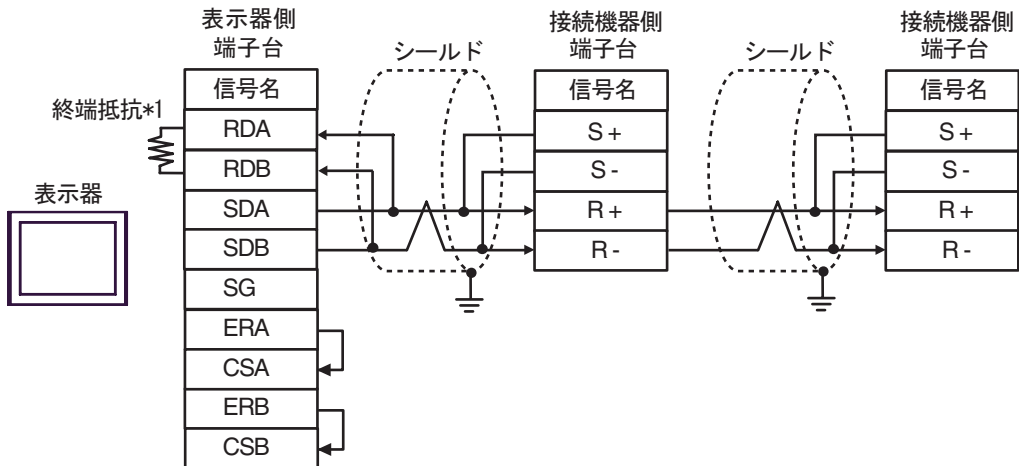 表示器側
端子台
信号名
RDA
RDB
SDA
SDB
SG
ERA
CSA
ERB
CSB
終端抵抗*1
表示器
シールド
接続機器側
端子台
信号名
S+
S-
R+
R-
シールド
接続機器側
端子台
信号名
S+
S-
R+
R-